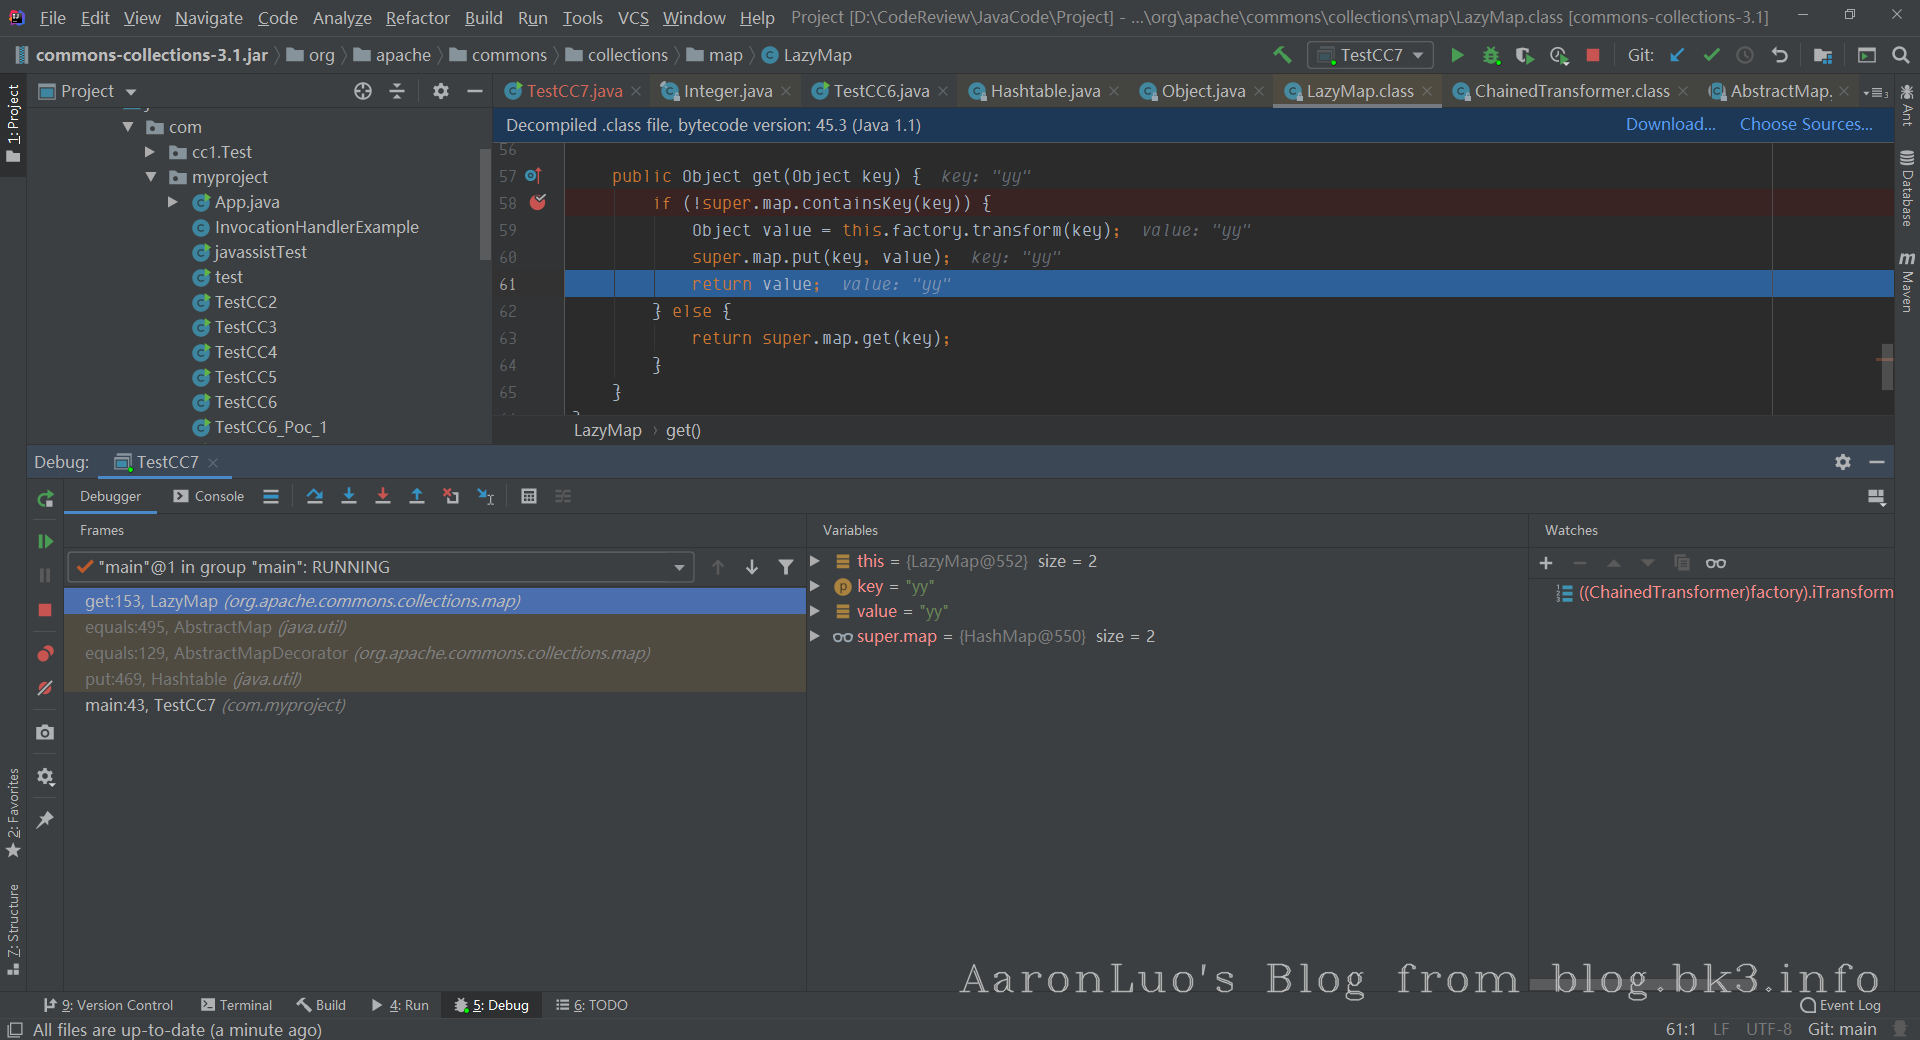 File Edit View Navigate Code Analyze Refactor Build Run Tools VCS Window Help Project [D:\CodeReview\JavaCode\Project] - ...\org\apache\commons\collections\map\LazyMap.class [commons-collections-3.1]
commons-collections-3.1.jar org apache commons collections map LazyMap TestCC7 Git:
1: Project
Project
TestCC7.java Integer.java TestCC6.java Hashtable.java Object.java LazyMap.class ChainedTransformer.class AbstractMap.
Ant
Database
Maven
com
cc1.Test
myproject
App.java
InvocationHandlerExample
javassistTest
test
TestCC2
TestCC3
TestCC4
TestCC5
TestCC6
TestCC6_Poc_1
Decompiled .class file, bytecode version: 45.3 (Java 1.1) Download... Choose Sources...
56
57 public Object get(Object key) { key: "yy"
58 if (!super.map.containsKey(key)) {
59 Object value = this.factory.transform(key); value: "yy"
60 super.map.put(key, value); key: "yy"
61 return value; value: "yy"
62 } else {
63 return super.map.get(key);
64 }
65 }
LazyMap › get()
Debug: TestCC7
Debugger Console
Frames
"main"@1 in group "main": RUNNING
get:153, LazyMap (org.apache.commons.collections.map)
equals:495, AbstractMap (java.util)
equals:129, AbstractMapDecorator (org.apache.commons.collections.map)
put:469, Hashtable (java.util)
main:43, TestCC7 (com.myproject)
Variables
this = {LazyMap@552} size = 2
key = "yy"
value = "yy"
super.map = {HashMap@550} size = 2
Watches
((ChainedTransformer)factory).iTransform
2: Favorites
7: Structure
AaronLuo's Blog from blog.bk3.info
9: Version Control Terminal Build 4: Run 5: Debug 6: TODO Event Log
All files are up-to-date (a minute ago) 61:1 LF UTF-8 Git: main